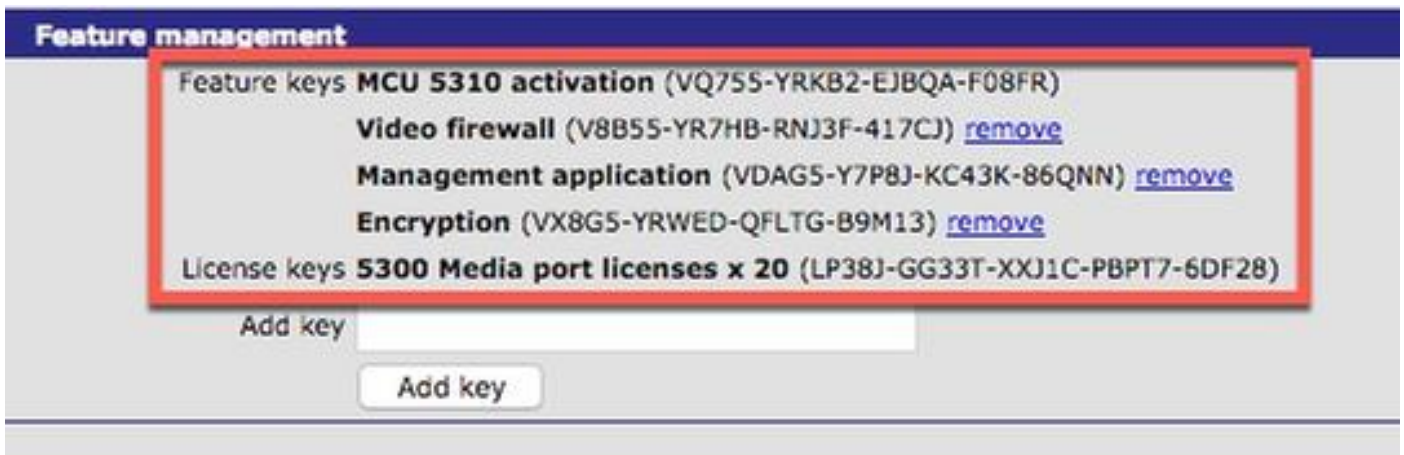 Feature management
Feature keys MCU 5310 activation (VQ755-YRKB2-EJBQA-F08FR)
Video firewall (V8B55-YR7HB-RNJ3F-417CJ) remove
Management application (VDAG5-Y7P8J-KC43K-86QNN) remove
Encryption (VX8G5-YRWED-QFLTG-B9M13) remove
License keys 5300 Media port licenses x 20 (LP38J-GG33T-XXJ1C-PBPT7-6DF28)
Add key
Add key